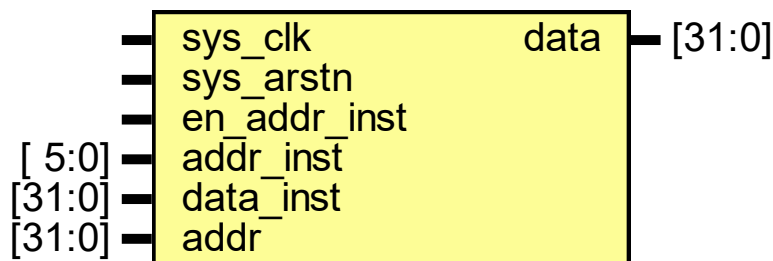 sys_clk data [31:0]
sys_arstn
en_addr_inst
[ 5:0] addr_inst
[31:0] data_inst
[31:0] addr